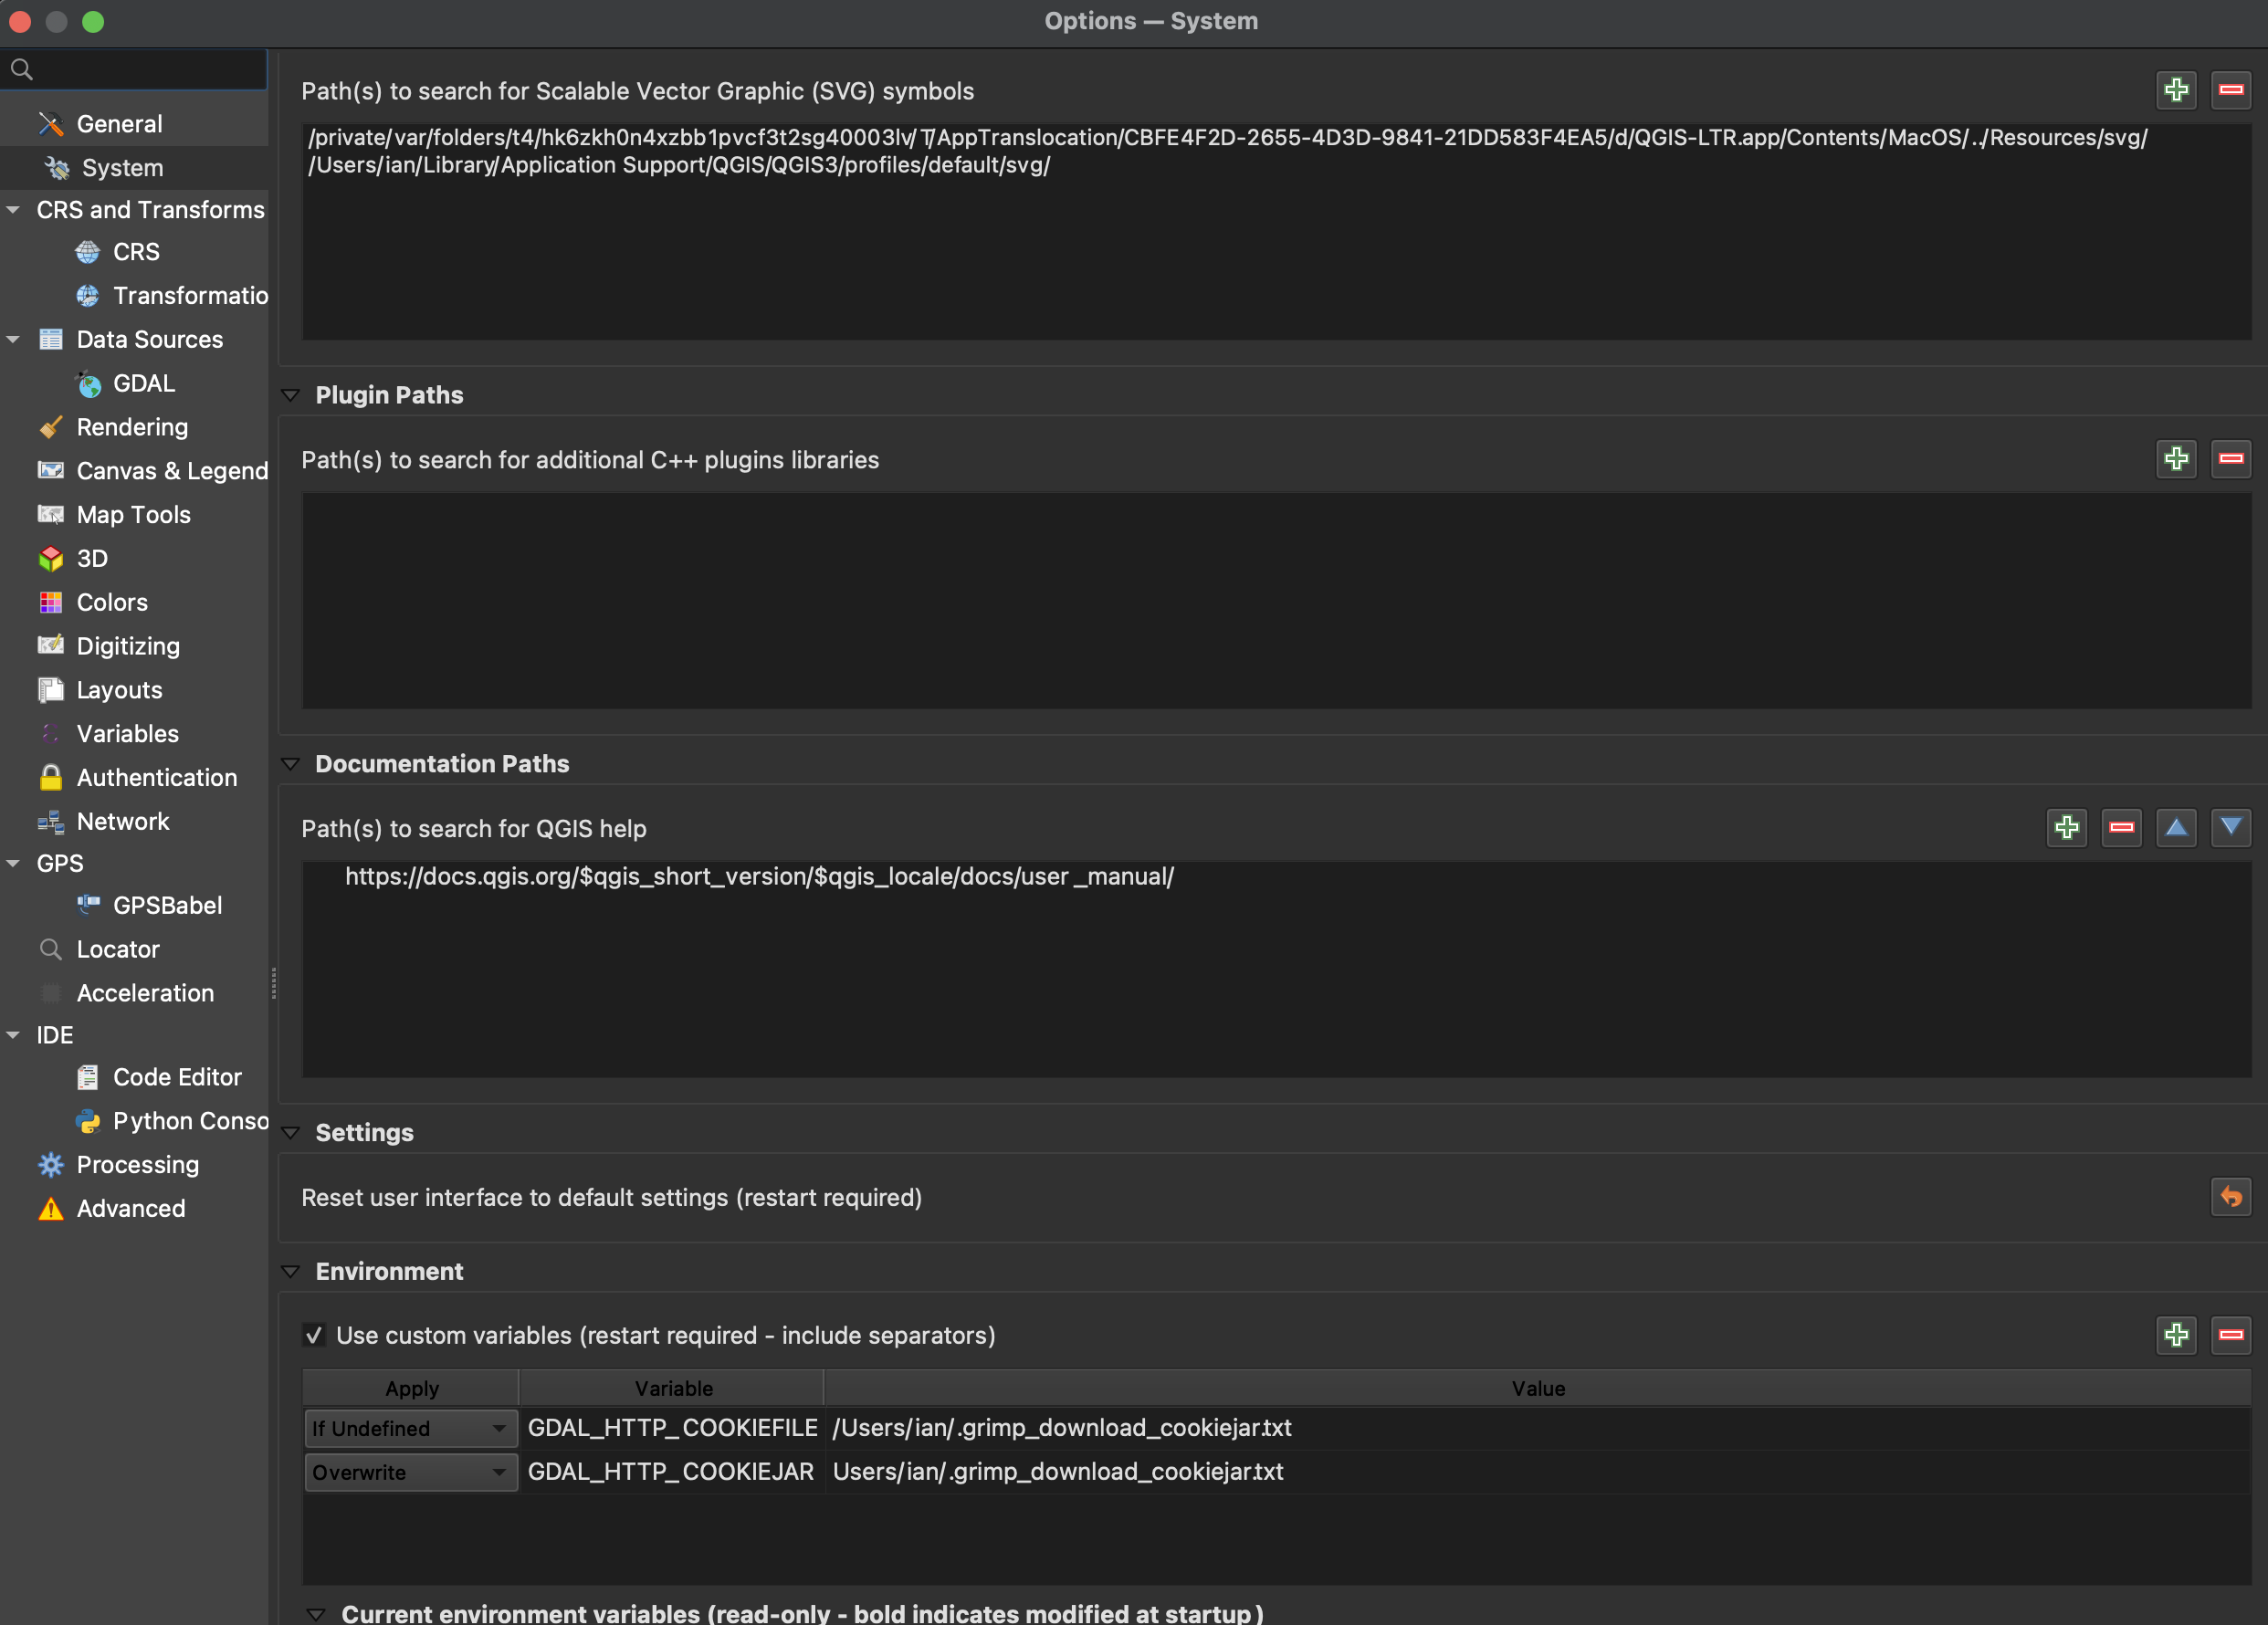 Options — System
General
System
CRS and Transforms
CRS
Transformatio
Data Sources
GDAL
Rendering
Canvas & Legend
Map Tools
3D
Colors
Digitizing
Layouts
Variables
Authentication
Network
GPS
GPSBabel
Locator
Acceleration
IDE
Code Editor
Python Conso
Processing
Advanced
Path(s) to search for Scalable Vector Graphic (SVG) symbols
/private/var/folders/t4/hk6zkh0n4xzbb1pvcf3t2sg40003lv/T/AppTranslocation/CBFE4F2D-2655-4D3D-9841-21DD583F4EA5/d/QGIS-LTR.app/Contents/MacOS/../Resources/svg/
/Users/ian/Library/Application Support/QGIS/QGIS3/profiles/default/svg/
Plugin Paths
Path(s) to search for additional C++ plugins libraries
Documentation Paths
Path(s) to search for QGIS help
https://docs.qgis.org/$qgis_short_version/$qgis_locale/docs/user_manual/
Settings
Reset user interface to default settings (restart required)
Environment
Use custom variables (restart required - include separators)
Apply Variable Value
If Undefined GDAL_HTTP_COOKIEFILE /Users/ian/.grimp_download_cookiejar.txt
Overwrite GDAL_HTTP_COOKIEJAR Users/ian/.grimp_download_cookiejar.txt
Current environment variables (read-only - bold indicates modified at startup)